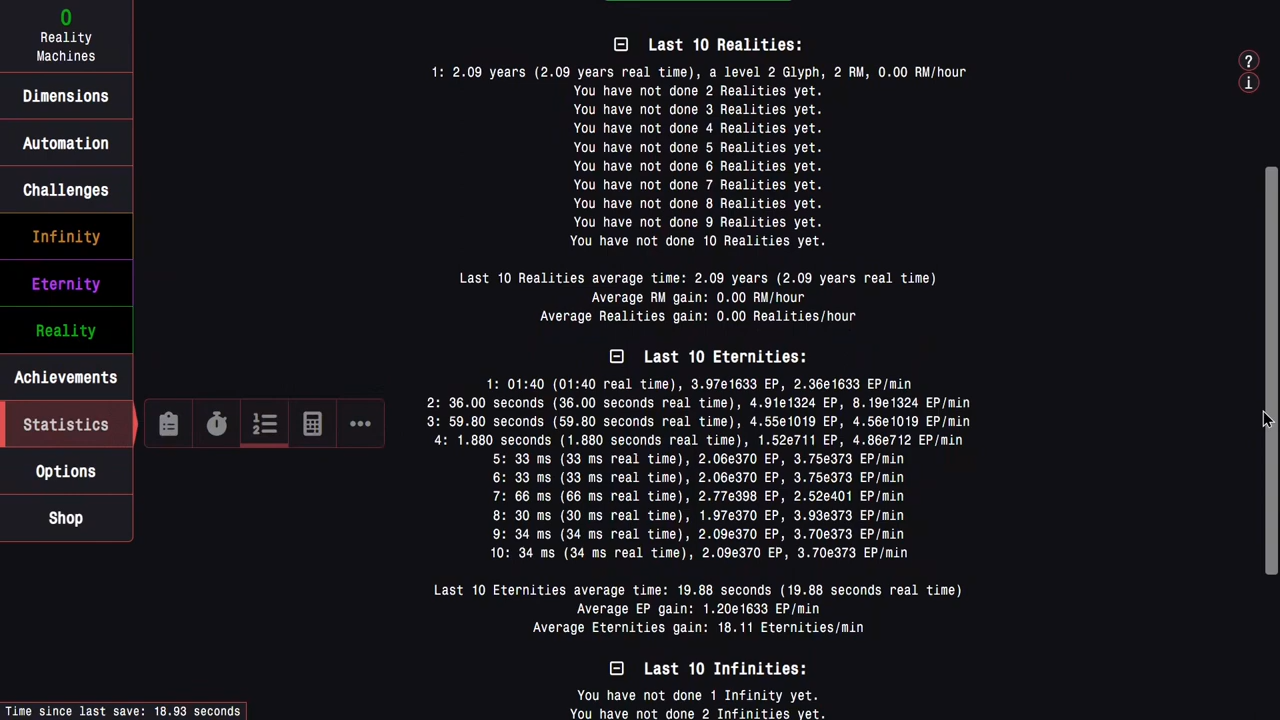 0
Reality
Machines
Dimensions
Automation
Challenges
Infinity
Eternity
Reality
Achievements
Statistics
Options
Shop
Last 10 Realities:
1: 2.09 years (2.09 years real time), a level 2 Glyph, 2 RM, 0.00 RM/hour
You have not done 2 Realities yet.
You have not done 3 Realities yet.
You have not done 4 Realities yet.
You have not done 5 Realities yet.
You have not done 6 Realities yet.
You have not done 7 Realities yet.
You have not done 8 Realities yet.
You have not done 9 Realities yet.
You have not done 10 Realities yet.
Last 10 Realities average time: 2.09 years (2.09 years real time)
Average RM gain: 0.00 RM/hour
Average Realities gain: 0.00 Realities/hour
Last 10 Eternities:
1: 01:40 (01:40 real time), 3.97e1633 EP, 2.36e1633 EP/min
2: 36.00 seconds (36.00 seconds real time), 4.91e1324 EP, 8.19e1324 EP/min
3: 59.80 seconds (59.80 seconds real time), 4.55e1019 EP, 4.56e1019 EP/min
4: 1.880 seconds (1.880 seconds real time), 1.52e711 EP, 4.86e712 EP/min
5: 33 ms (33 ms real time), 2.06e370 EP, 3.75e373 EP/min
6: 33 ms (33 ms real time), 2.06e370 EP, 3.75e373 EP/min
7: 66 ms (66 ms real time), 2.77e398 EP, 2.52e401 EP/min
8: 30 ms (30 ms real time), 1.97e370 EP, 3.93e373 EP/min
9: 34 ms (34 ms real time), 2.09e370 EP, 3.70e373 EP/min
10: 34 ms (34 ms real time), 2.09e370 EP, 3.70e373 EP/min
Last 10 Eternities average time: 19.88 seconds (19.88 seconds real time)
Average EP gain: 1.20e1633 EP/min
Average Eternities gain: 18.11 Eternities/min
Last 10 Infinities:
You have not done 1 Infinity yet.
You have not done 2 Infinities yet.
?
i
Time since last save: 18.93 seconds